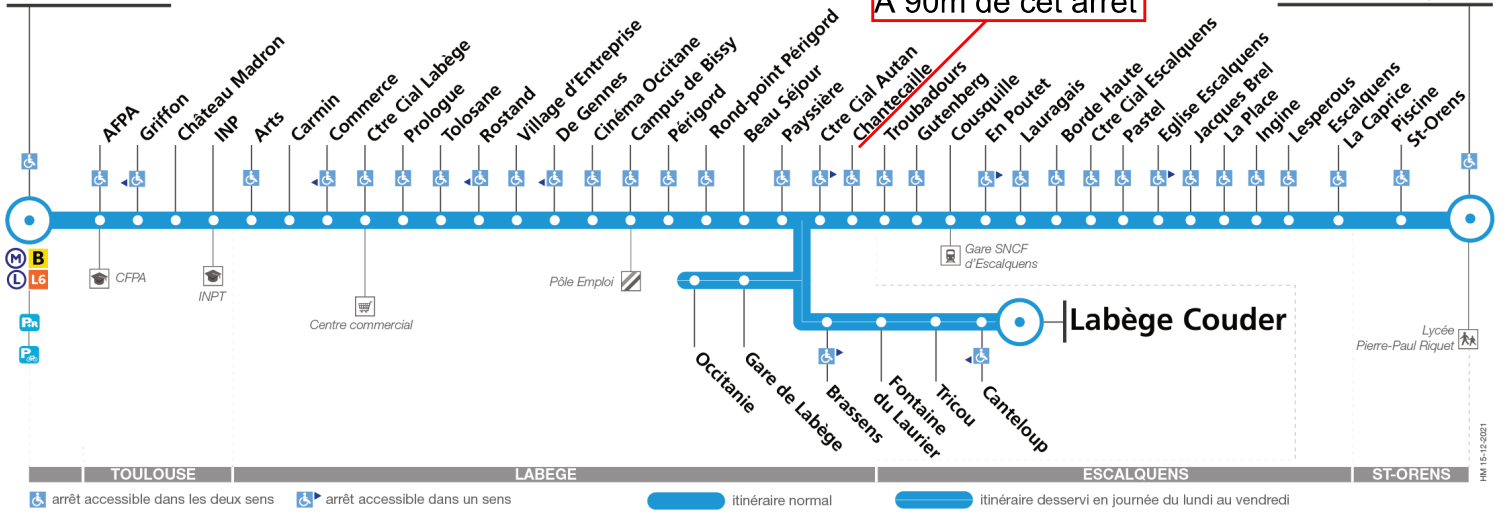 A 90m de cet arrêt
AFPA
Griffon
Château Madron
INP
Arts
Carmin
Commerce
Ctre Cial Labège
Prologue
Tolosane
Rostand
Village d'Entreprise
De Gennes
Cinéma Occitane
Campus de Bissy
Périgord
Rond-point Périgord
Beau Séjour
Payssière
Ctre Cial Autan
Chantecaille
Troubadours
Gutenberg
Cousquille
En Poutet
Lauragais
Borde Haute
Ctre Cial Escalquens
Pastel
Eglise Escalquens
Jacques Brel
La Place
Ingine
Lesperous
Escalquens
La Caprice
Piscine
St-Orens
M B
L L6
P+R
P
CFPA
INPT
Centre commercial
Pôle Emploi
Gare SNCF
d'Escalquens
Labège Couder
Lycée
Pierre-Paul Riquet
Occitanie
Gare de Labège
Brassens
Fontaine
du Laurier
Tricou
Canteloup
HM 15-12-2021
TOULOUSE
LABEGE
ESCALQUENS
ST-ORENS
arrêt accessible dans les deux sens
arrêt accessible dans un sens
itinéraire normal
itinéraire desservi en journée du lundi au vendredi